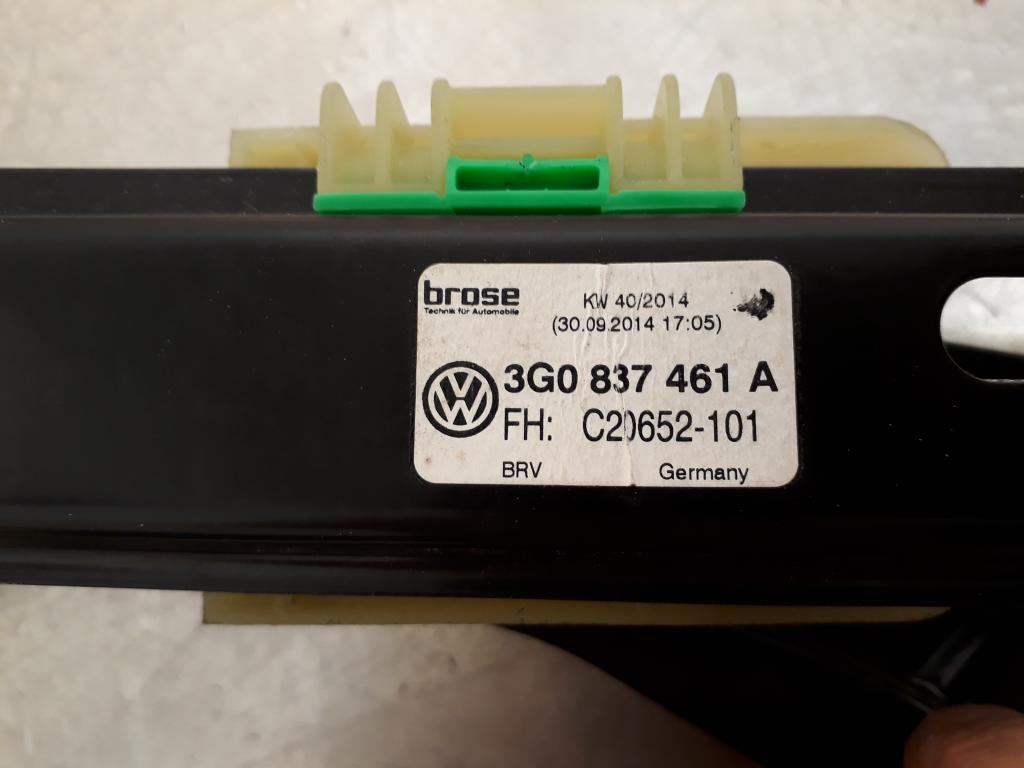 brose
Technik für Automobile
KW 40/2014
(30.09.2014 17:05)
3G0 837 461 A
FH: C20652-101
BRV Germany